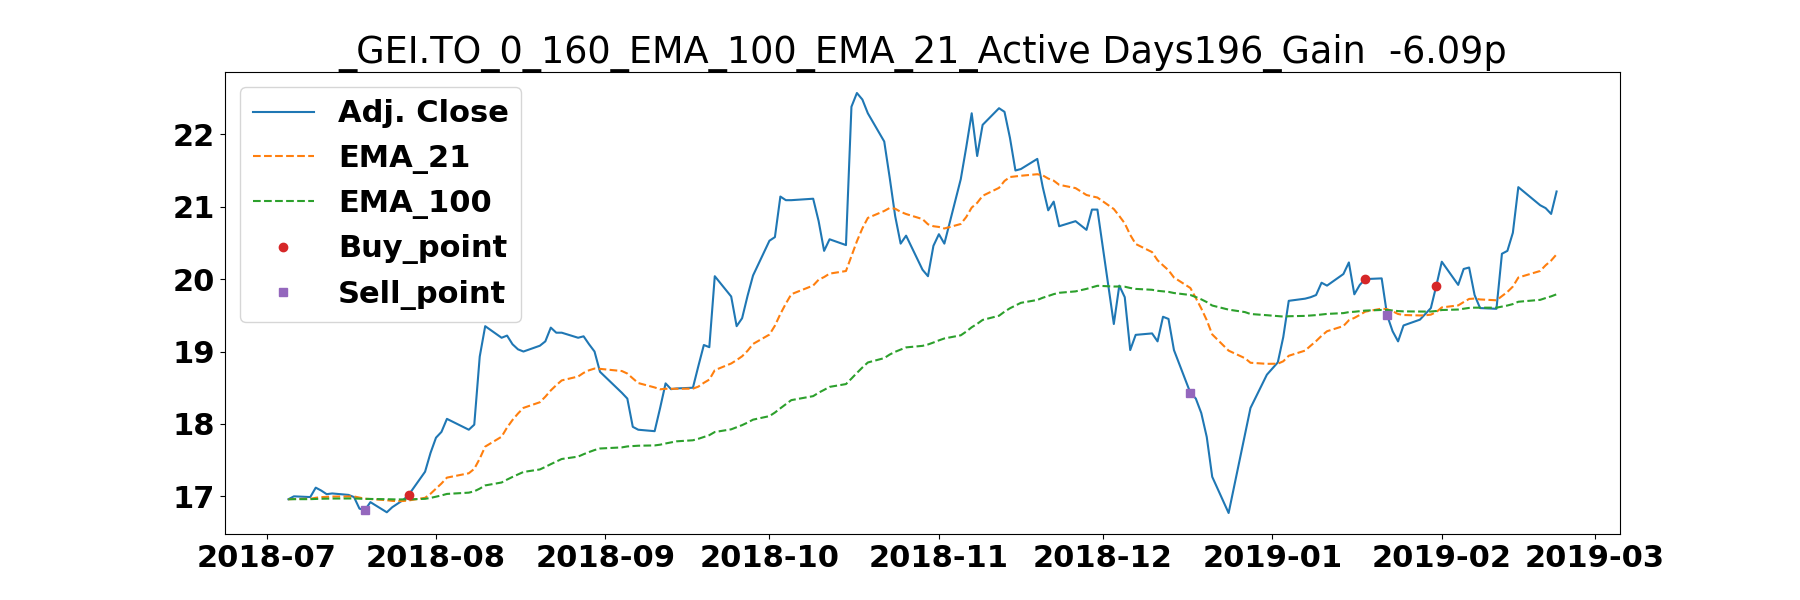 _GEI.TO_0_160_EMA_100_EMA_21_Active Days196_Gain  -6.09p
Adj. Close
EMA_21
EMA_100
Buy_point
Sell_point
22
21
20
19
18
17
2018-07 2018-08 2018-09 2018-10 2018-11 2018-12 2019-01 2019-02 2019-03